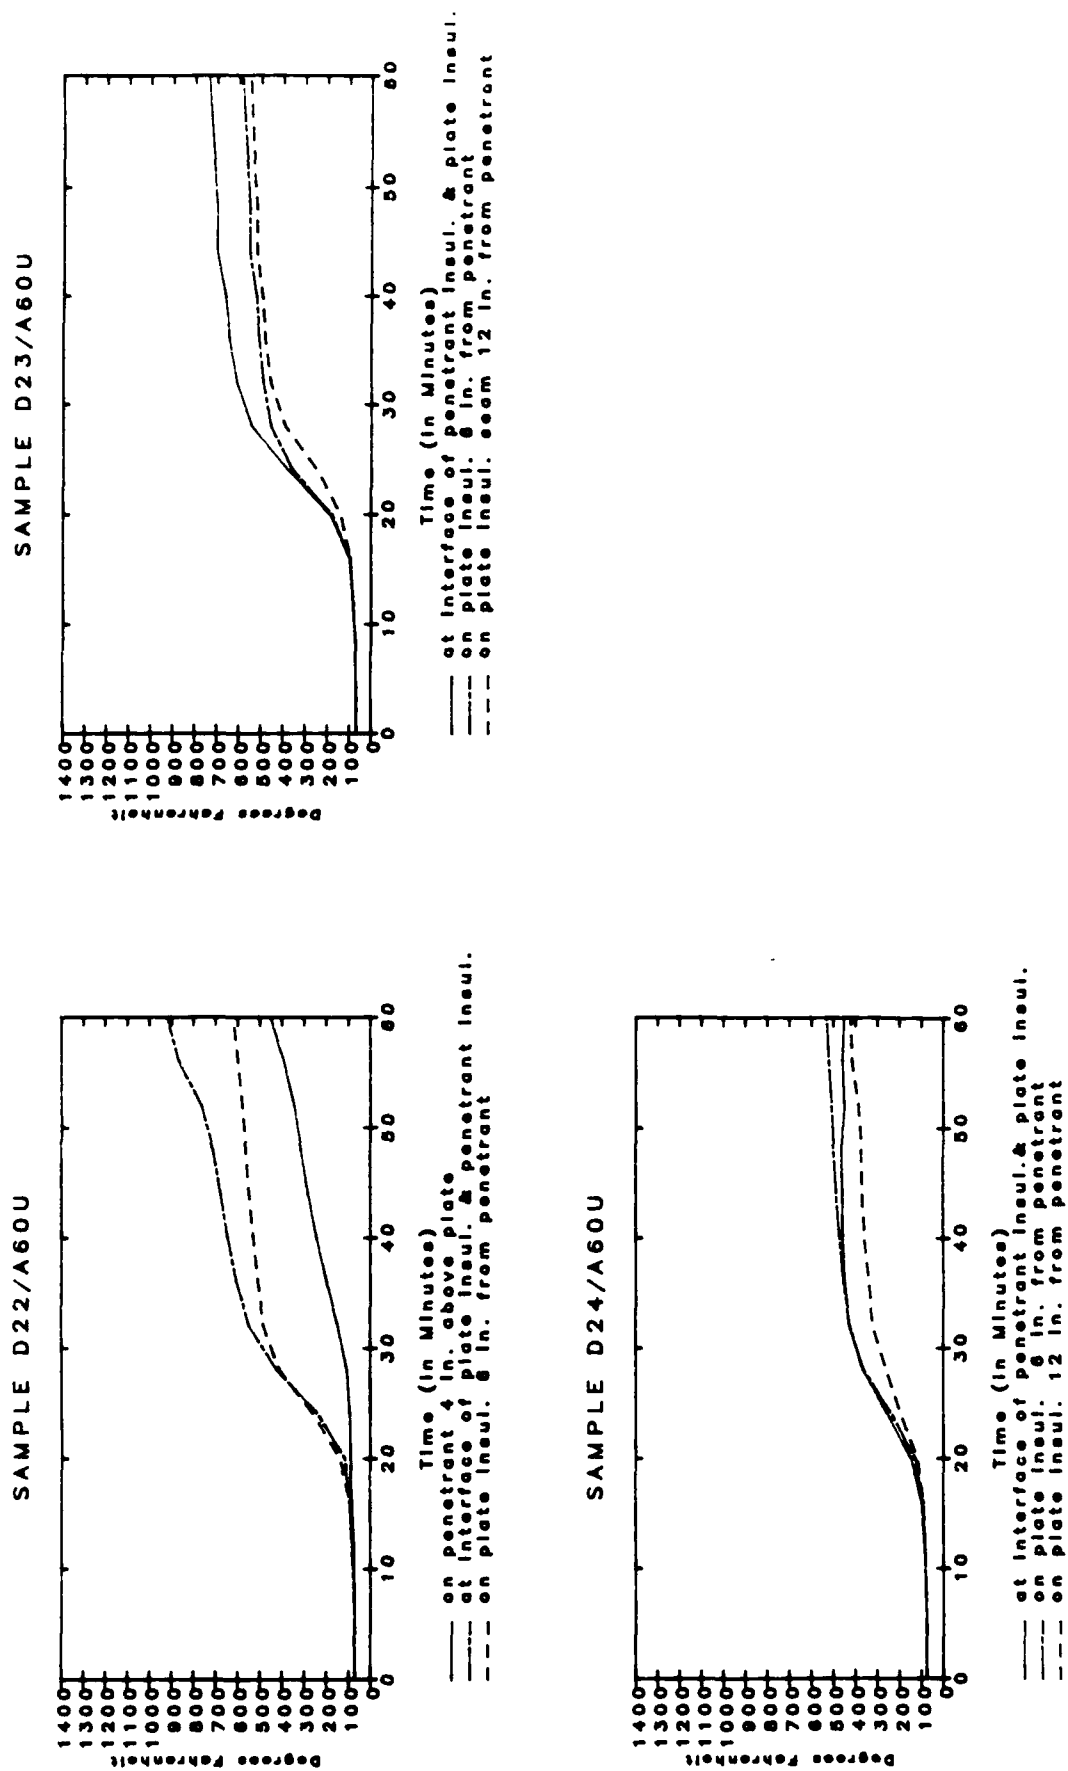 SAMPLE D22/A60U
1400
1300
1200
1100
1000
900
800
700
600
500
400
300
200
100
0
Degrees Fahrenheit
0 10 20 30 40 50 60
Time (in Minutes)
on penetrant 4 in. above plate
at interface of plate insul. & penetrant insul.
on plate insul. 6 in. from penetrant
SAMPLE D23/A60U
1400
1300
1200
1100
1000
900
800
700
600
500
400
300
200
100
0
Degrees Fahrenheit
0 10 20 30 40 50 60
Time (in Minutes)
at interface of penetrant insul. & plate insul.
on plate insul. 6 in. from penetrant
on plate insul. seam 12 in. from penetrant
SAMPLE D24/A60U
1400
1300
1200
1100
1000
900
800
700
600
500
400
300
200
100
0
Degrees Fahrenheit
0 10 20 30 40 50 60
Time (in Minutes)
at interface of penetrant insul.& plate insul.
on plate insul. 6 in. from penetrant
on plate insul. 12 in. from penetrant